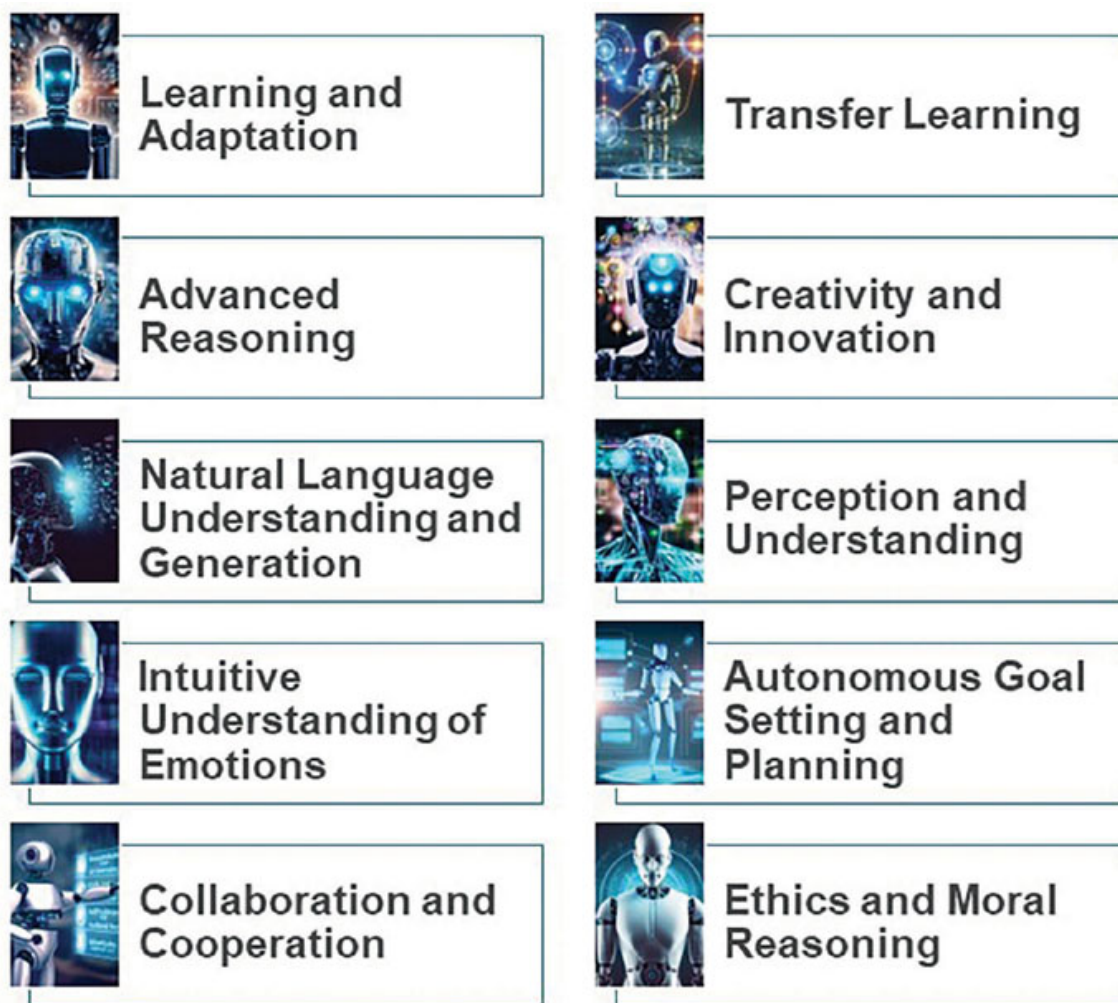 Learning and
Adaptation
Transfer Learning
Advanced
Reasoning
Creativity and
Innovation
Natural Language
Understanding and
Generation
Perception and
Understanding
Intuitive
Understanding of
Emotions
Autonomous Goal
Setting and
Planning
Collaboration and
Cooperation
Ethics and Moral
Reasoning